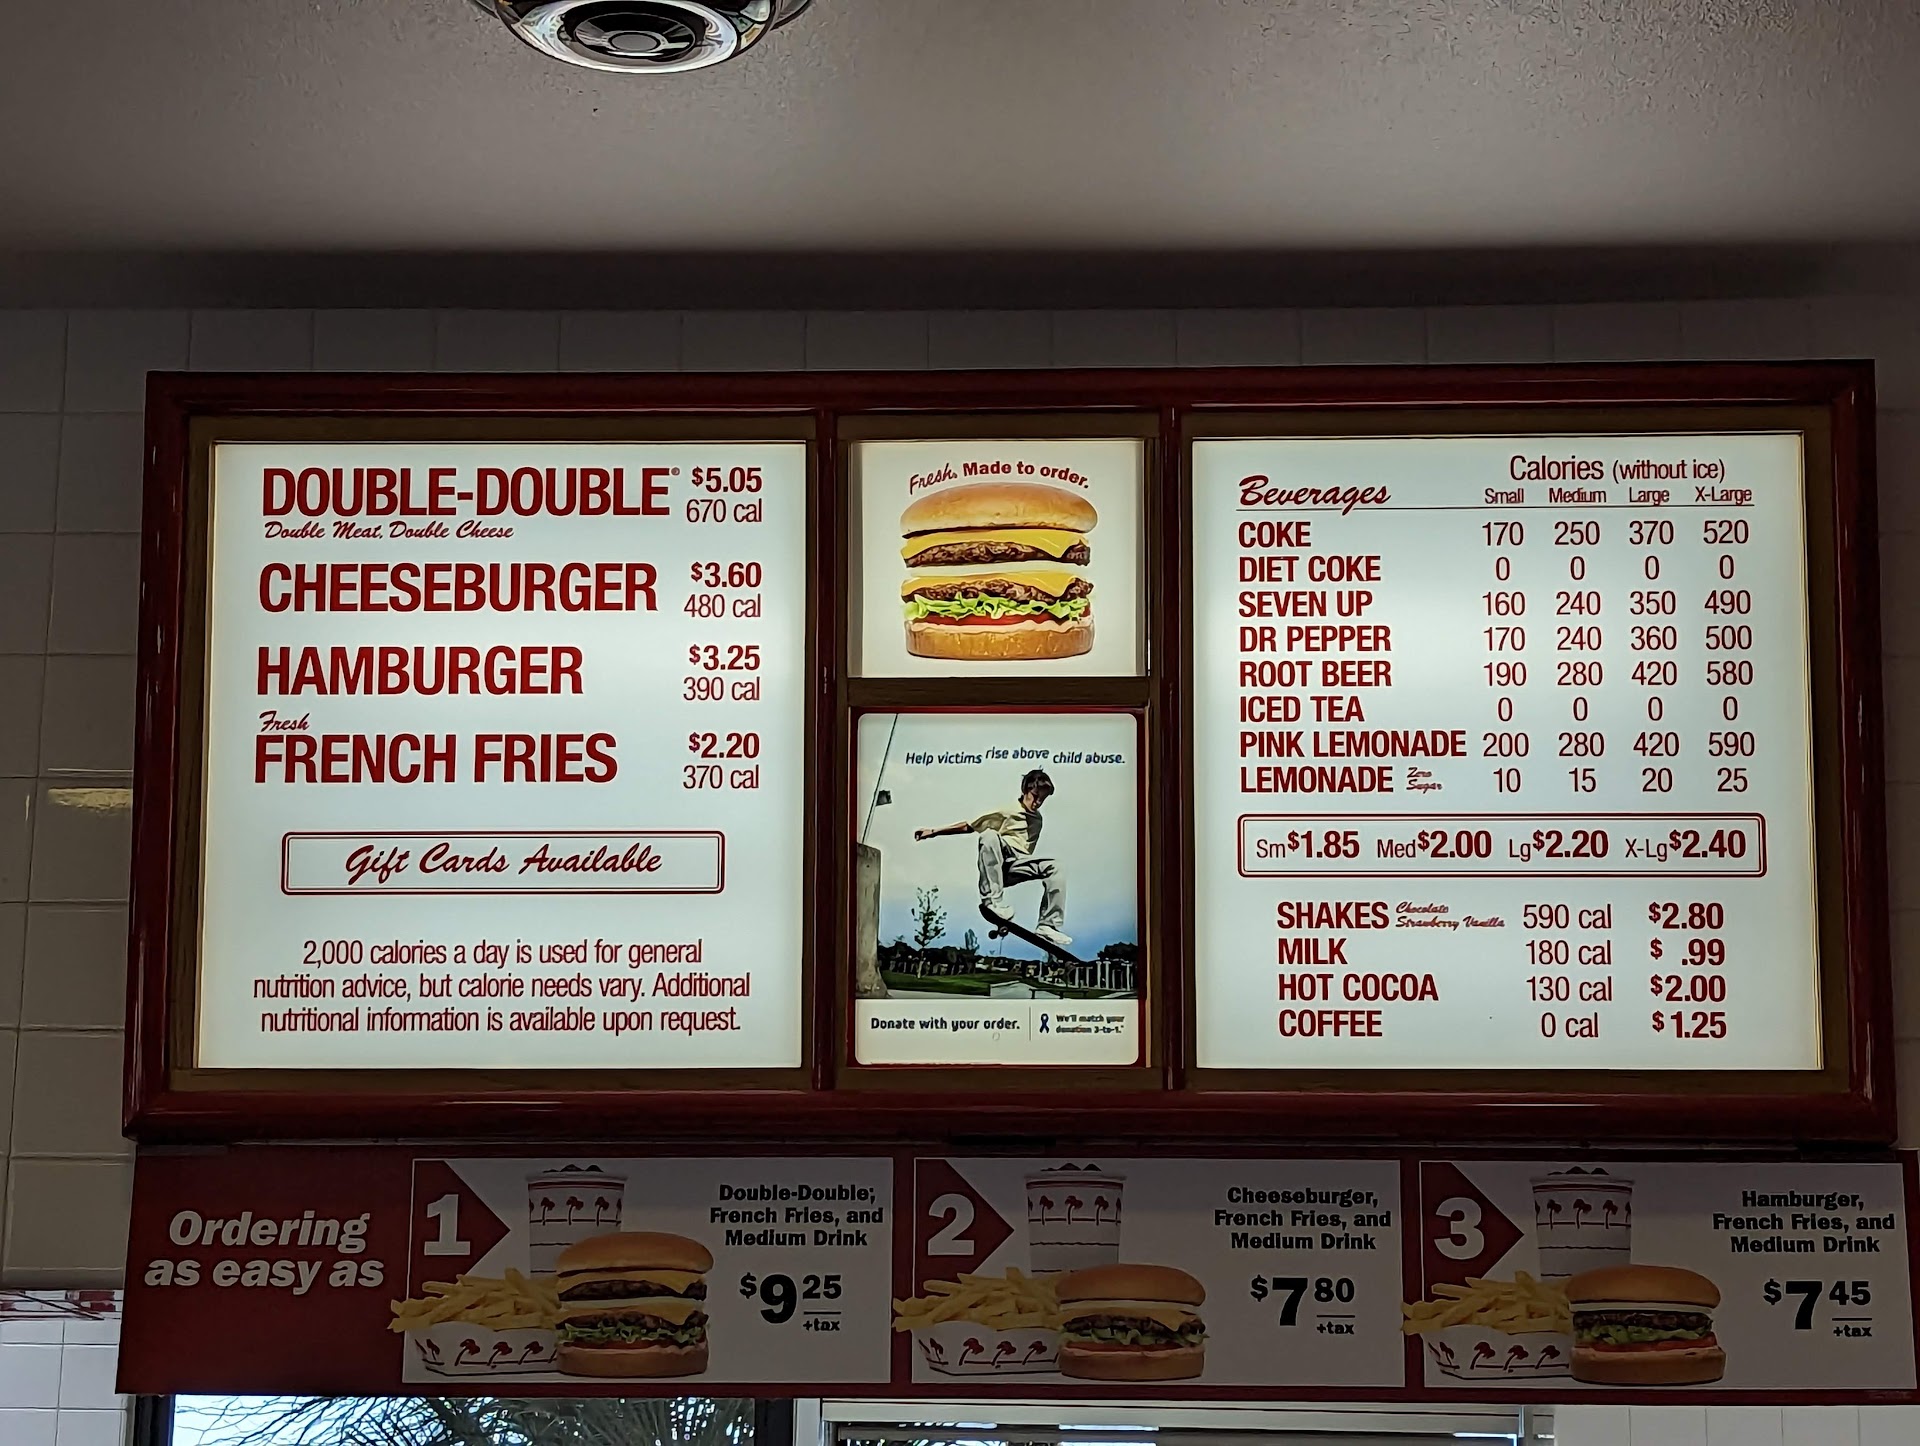 DOUBLE-DOUBLE® $5.05
Double Meat, Double Cheese 670 cal
CHEESEBURGER $3.60
480 cal
HAMBURGER $3.25
390 cal
Fresh
FRENCH FRIES $2.20
370 cal
Gift Cards Available
2,000 calories a day is used for general
nutrition advice, but calorie needs vary. Additional
nutritional information is available upon request.
Fresh. Made to order.
Help victims rise above child abuse.
Donate with your order.
We'll match your
donation 3-to-1.*
Calories (without ice)
Beverages Small Medium Large X-Large
COKE 170 250 370 520
DIET COKE 0 0 0 0
SEVEN UP 160 240 350 490
DR PEPPER 170 240 360 500
ROOT BEER 190 280 420 580
ICED TEA 0 0 0 0
PINK LEMONADE 200 280 420 590
LEMONADE Zero Sugar 10 15 20 25
Sm $1.85 Med $2.00 Lg $2.20 X-Lg $2.40
SHAKES Chocolate Strawberry Vanilla 590 cal $2.80
MILK 180 cal $ .99
HOT COCOA 130 cal $2.00
COFFEE 0 cal $1.25
Ordering
as easy as
1
Double-Double,
French Fries, and
Medium Drink
$9 25
+tax
2
Cheeseburger,
French Fries, and
Medium Drink
$7 80
+tax
3
Hamburger,
French Fries, and
Medium Drink
$7 45
+tax